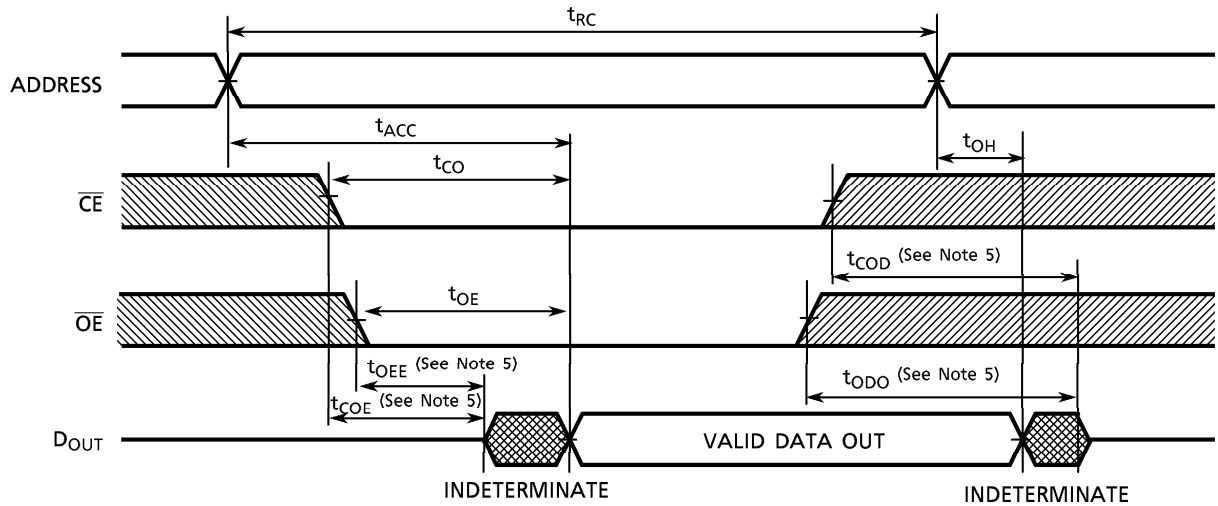 tRC
ADDRESS
tACC
tOH
tCO
CE
tCOD (See Note 5)
tOE
OE
tOEE (See Note 5)
tODO (See Note 5)
tCOE (See Note 5)
DOUT
VALID DATA OUT
INDETERMINATE
INDETERMINATE